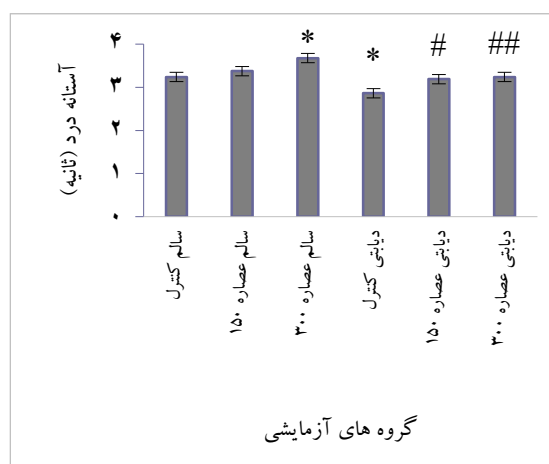 آستانه درد (ثانیه)
۴
۳
۲
۱
۰
*
*
#
##
سالم کنترل
سالم عصاره ۱۵۰
سالم عصاره ۳۰۰
دیابتی کنترل
دیابتی عصاره ۱۵۰
دیابتی عصاره ۳۰۰
گروه های آزمایشی